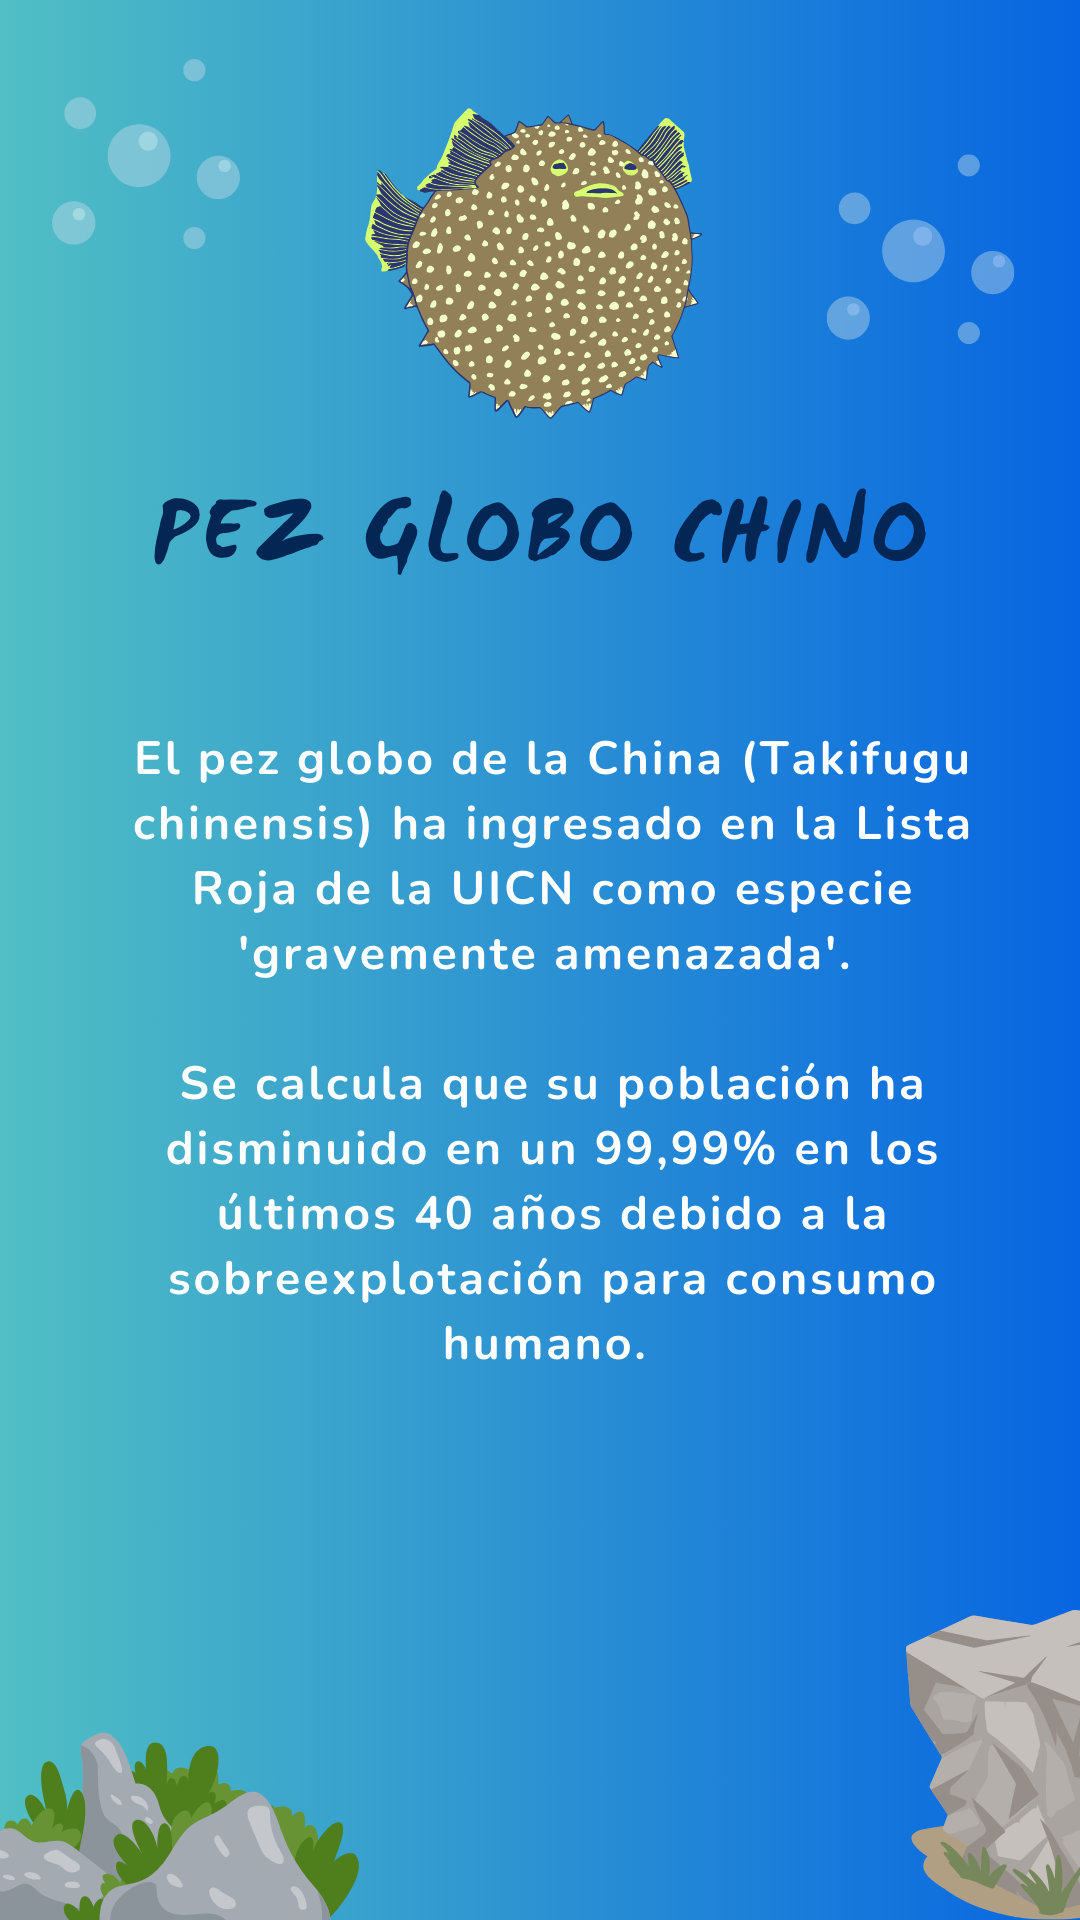 PEZ GLOBO CHINO
El pez globo de la China (Takifugu
chinensis) ha ingresado en la Lista
Roja de la UICN como especie
'gravemente amenazada'.
Se calcula que su población ha
disminuido en un 99,99% en los
últimos 40 años debido a la
sobreexplotación para consumo
humano.